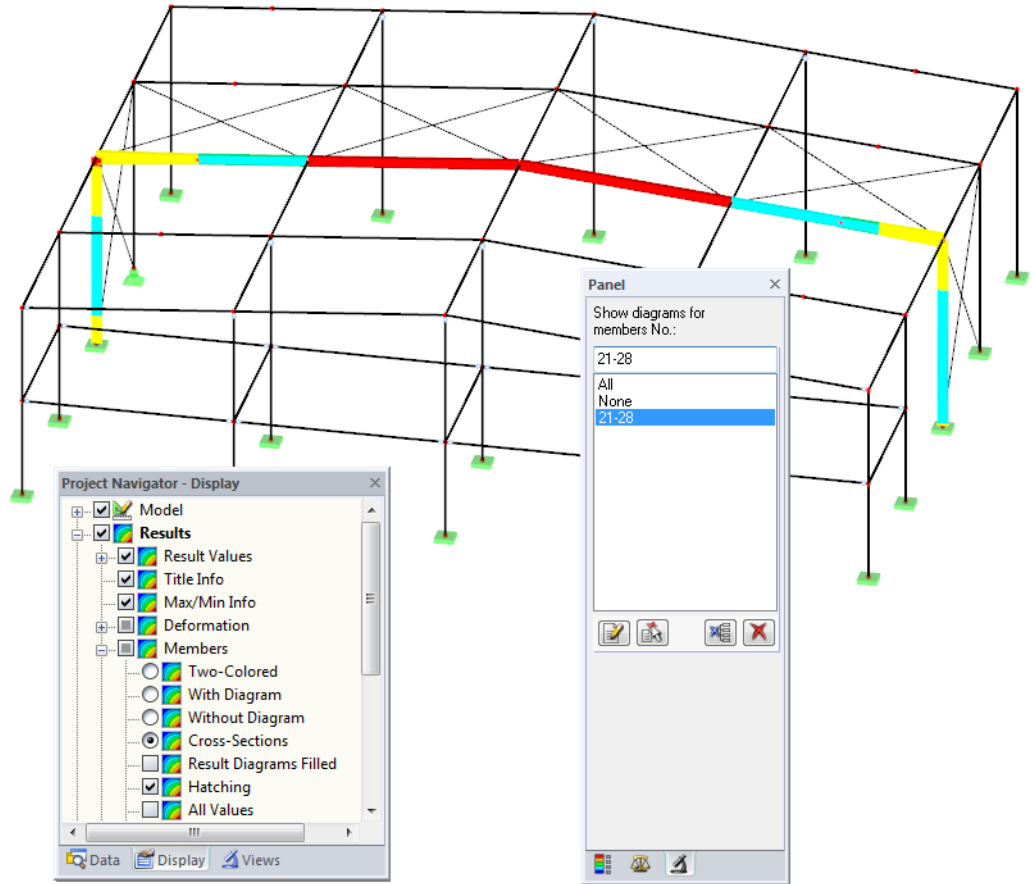 Panel
Show diagrams for
members No.:
21-28
All
None
21-28
Project Navigator - Display
Model
Results
Result Values
Title Info
Max/Min Info
Deformation
Members
Two-Colored
With Diagram
Without Diagram
Cross-Sections
Result Diagrams Filled
Hatching
All Values
Data Display Views